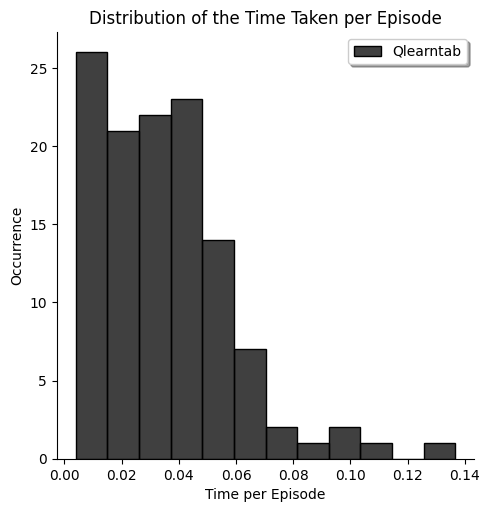 Distribution of the Time Taken per Episode
Qlearntab
Occurrence
25
20
15
10
5
0
0.00 0.02 0.04 0.06 0.08 0.10 0.12 0.14
Time per Episode